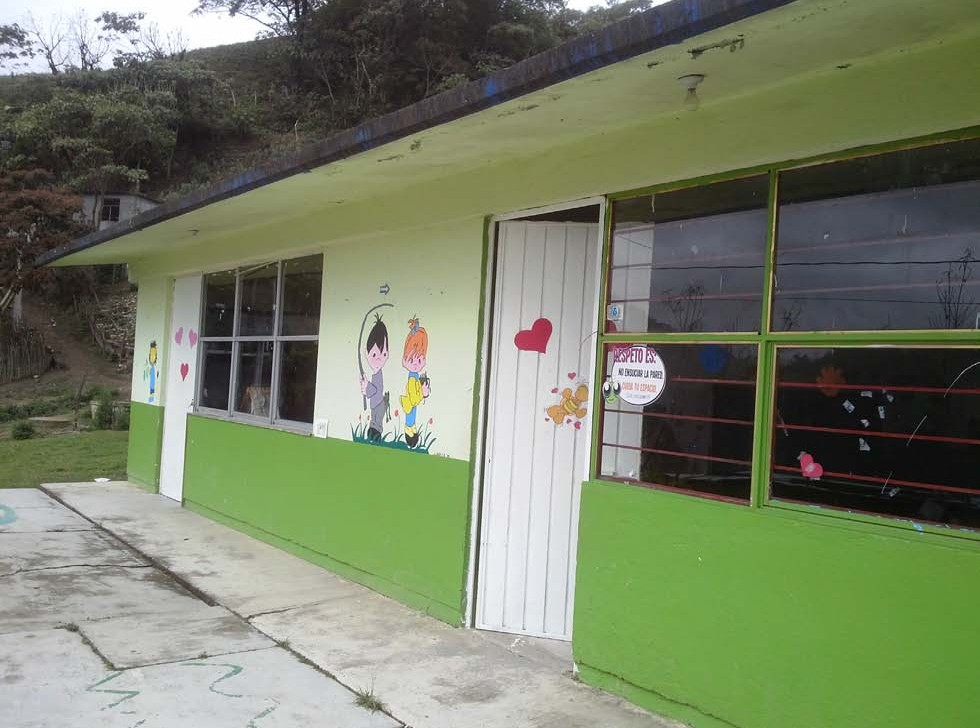 RESPETO ES:
NO ENSUCIAR LA PARED
CUIDA TU ESPACIO